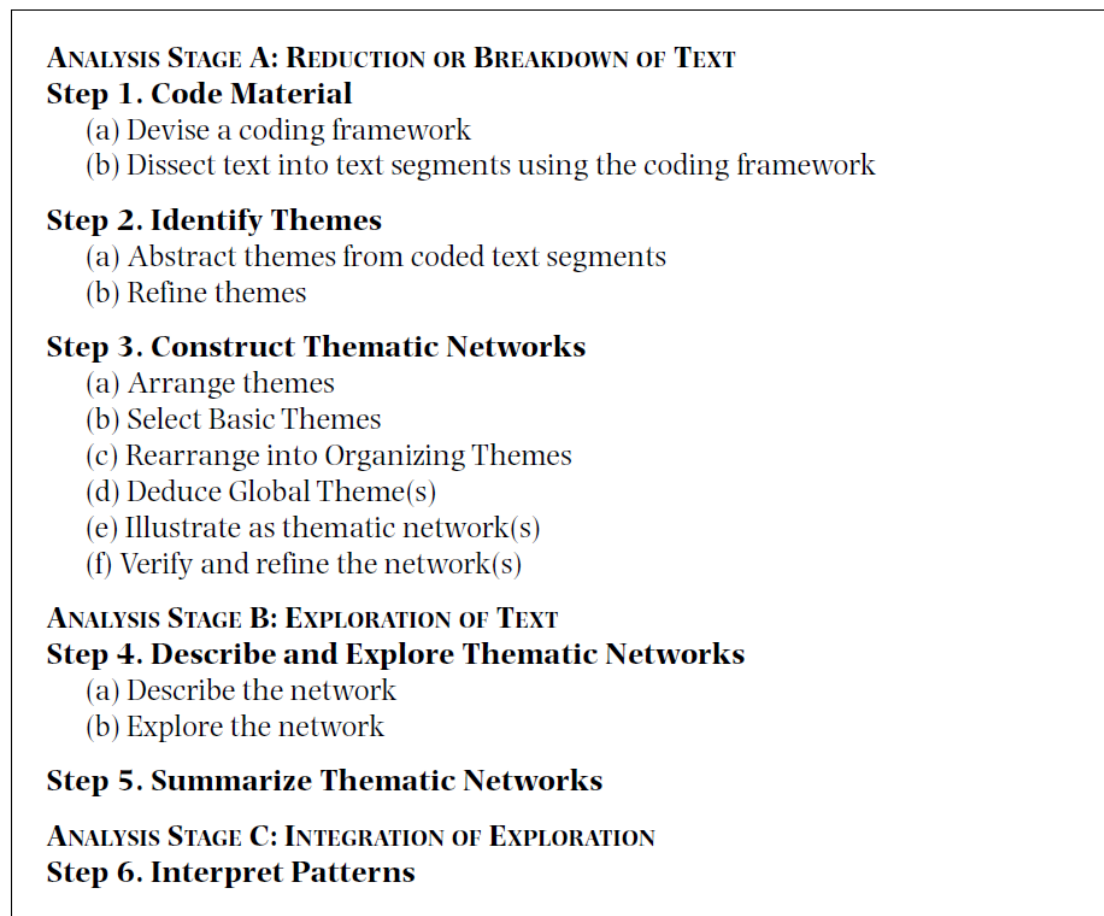 ANALYSIS STAGE A: REDUCTION OR BREAKDOWN OF TEXT
Step 1. Code Material
(a) Devise a coding framework
(b) Dissect text into text segments using the coding framework
Step 2. Identify Themes
(a) Abstract themes from coded text segments
(b) Refine themes
Step 3. Construct Thematic Networks
(a) Arrange themes
(b) Select Basic Themes
(c) Rearrange into Organizing Themes
(d) Deduce Global Theme(s)
(e) Illustrate as thematic network(s)
(f) Verify and refine the network(s)
ANALYSIS STAGE B: EXPLORATION OF TEXT
Step 4. Describe and Explore Thematic Networks
(a) Describe the network
(b) Explore the network
Step 5. Summarize Thematic Networks
ANALYSIS STAGE C: INTEGRATION OF EXPLORATION
Step 6. Interpret Patterns